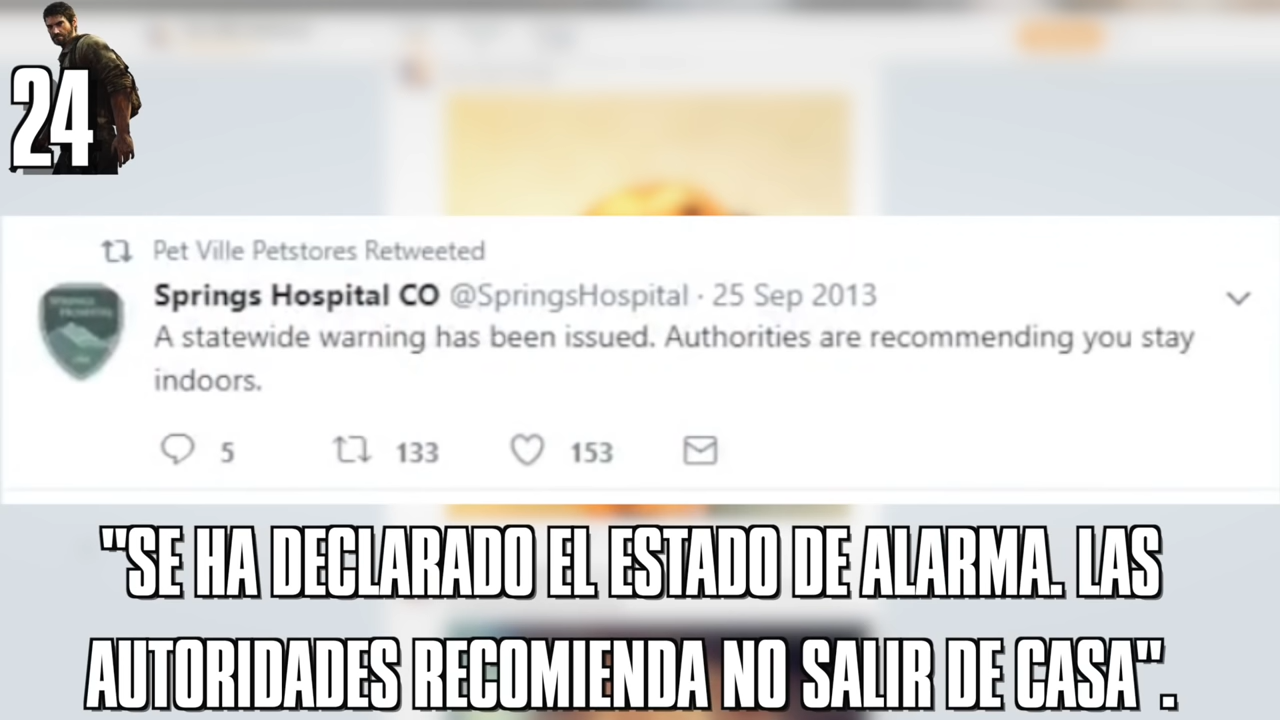 24
Pet Ville Petstores Retweeted
Springs Hospital CO @SpringsHospital · 25 Sep 2013
A statewide warning has been issued. Authorities are recommending you stay
indoors.
5 133 153
"SE HA DECLARADO EL ESTADO DE ALARMA. LAS
AUTORIDADES RECOMIENDA NO SALIR DE CASA".